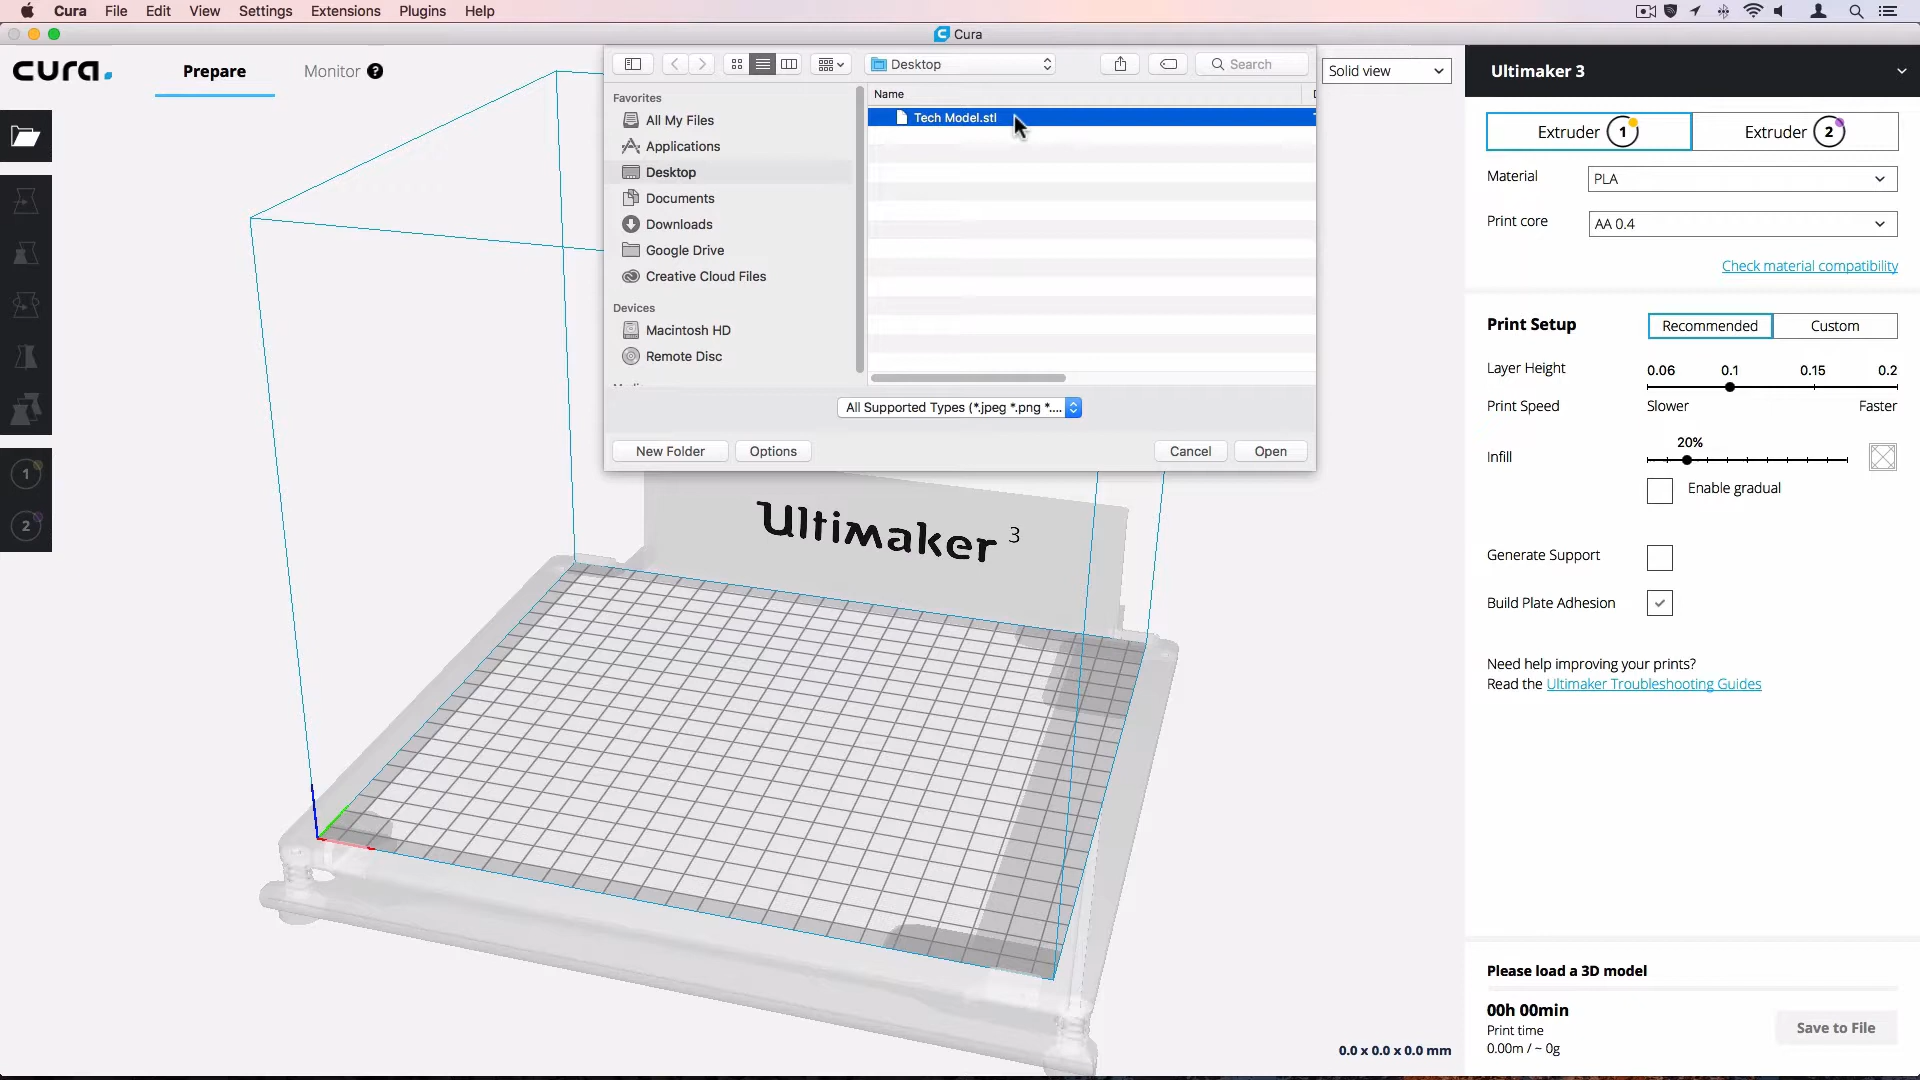 Cura File Edit View Settings Extensions Plugins Help
Cura
cura.
Prepare
Monitor ?
Desktop
Search
Solid view
Ultimaker 3
Favorites
All My Files
Applications
Desktop
Documents
Downloads
Google Drive
Creative Cloud Files
Devices
Macintosh HD
Remote Disc
Name
Tech Model.stl
All Supported Types (*.jpeg *.png *....
New Folder
Options
Cancel
Open
Ultimaker 3
1
2
Extruder 1
Extruder 2
Material
PLA
Print core
AA 0.4
Check material compatibility
Print Setup
Recommended
Custom
Layer Height
0.06 0.1 0.15 0.2
Print Speed
Slower
Faster
20%
Infill
Enable gradual
Generate Support
Build Plate Adhesion
Need help improving your prints?
Read the Ultimaker Troubleshooting Guides
Please load a 3D model
00h 00min
Print time
0.00m / ~ 0g
Save to File
0.0 x 0.0 x 0.0 mm